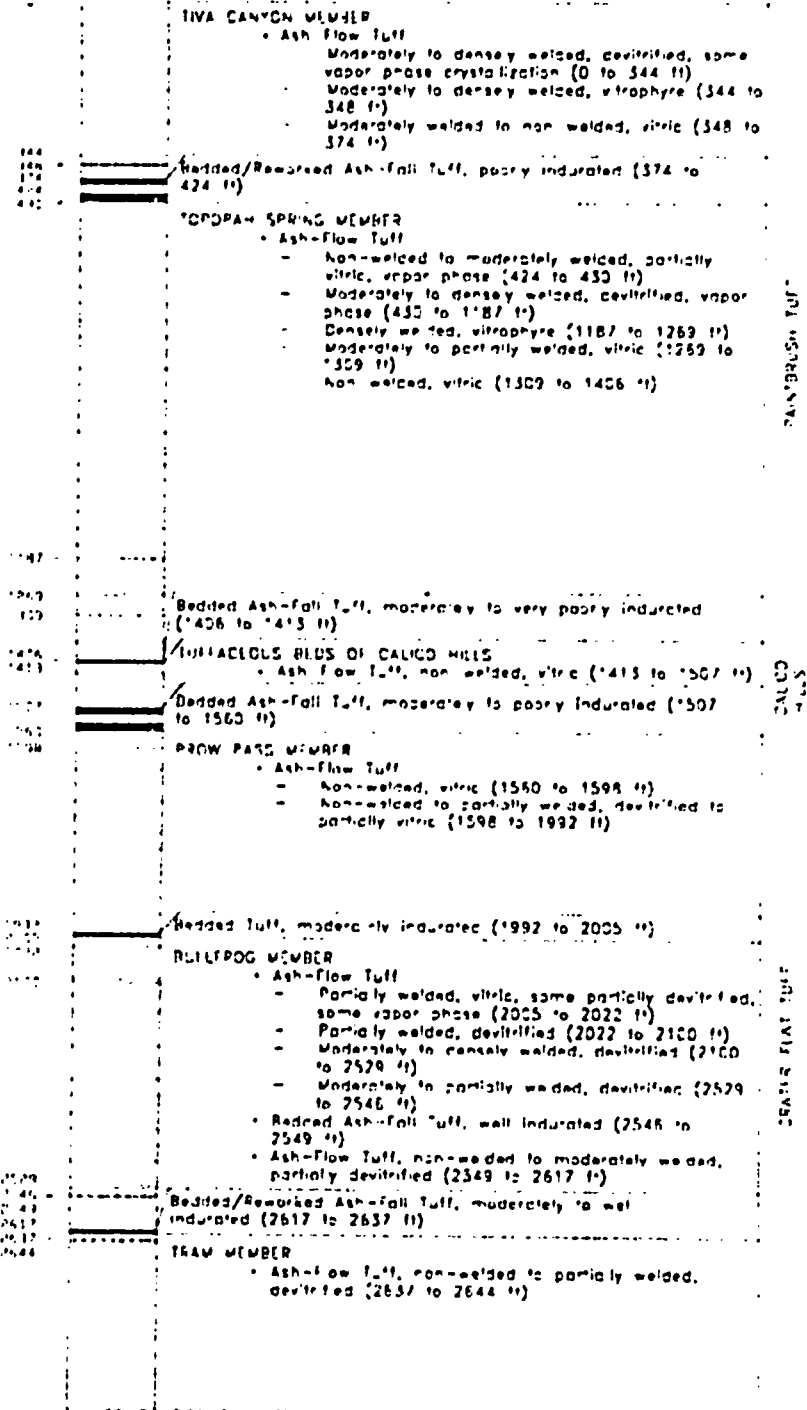 TIVA CANYON MEMBER
• Ash Flow Tuff
Moderately to densely welded, devitrified, some
vapor phase crystallization (0 to 344 ft)
- Moderately to densely welded, vitrophyre (344 to
348 ft)
- Moderately welded to non welded, vitric (348 to
374 ft)
Bedded/Reworked Ash-Fall Tuff, poorly indurated (374 to
424 ft)
TOPOPAH SPRING MEMBER
• Ash-Flow Tuff
- Non-welded to moderately welded, partially
vitric, vapor phase (424 to 430 ft)
- Moderately to densely welded, devitrified, vapor
phase (430 to 1187 ft)
- Densely welded, vitrophyre (1187 to 1269 ft)
- Moderately to partially welded, vitric (1269 to
1309 ft)
Non welded, vitric (1309 to 1406 ft)
PAINTBRUSH TUFF
Bedded Ash-Fall Tuff, moderately to very poorly indurated
(1406 to 1413 ft)
1406
1413
TUFFACEOUS BEDS OF CALICO HILLS
• Ash Flow Tuff, non welded, vitric (1413 to 1507 ft)
CALICO
HILLS
Bedded Ash-Fall Tuff, moderately to poorly indurated (1507
to 1560 ft)
PROW PASS MEMBER
• Ash-Flow Tuff
- Non-welded, vitric (1560 to 1598 ft)
- Non-welded to partially welded, devitrified to
partially vitric (1598 to 1992 ft)
Bedded Tuff, moderately indurated (1992 to 2005 ft)
BULLFROG MEMBER
• Ash-Flow Tuff
- Partially welded, vitric, some partially devitrified,
some vapor phase (2005 to 2022 ft)
- Partially welded, devitrified (2022 to 2100 ft)
- Moderately to densely welded, devitrified (2100
to 2529 ft)
- Moderately to partially welded, devitrified (2529
to 2546 ft)
• Bedded Ash-Fall Tuff, well indurated (2546 to
2549 ft)
• Ash-Flow Tuff, non-welded to moderately welded,
partially devitrified (2549 to 2617 ft)
CRATER FLAT TUFF
Bedded/Reworked Ash-Fall Tuff, moderately to well
indurated (2617 to 2637 ft)
2617
2644
TRAM MEMBER
• Ash-Flow Tuff, non-welded to partially welded,
devitrified (2637 to 2644 ft)